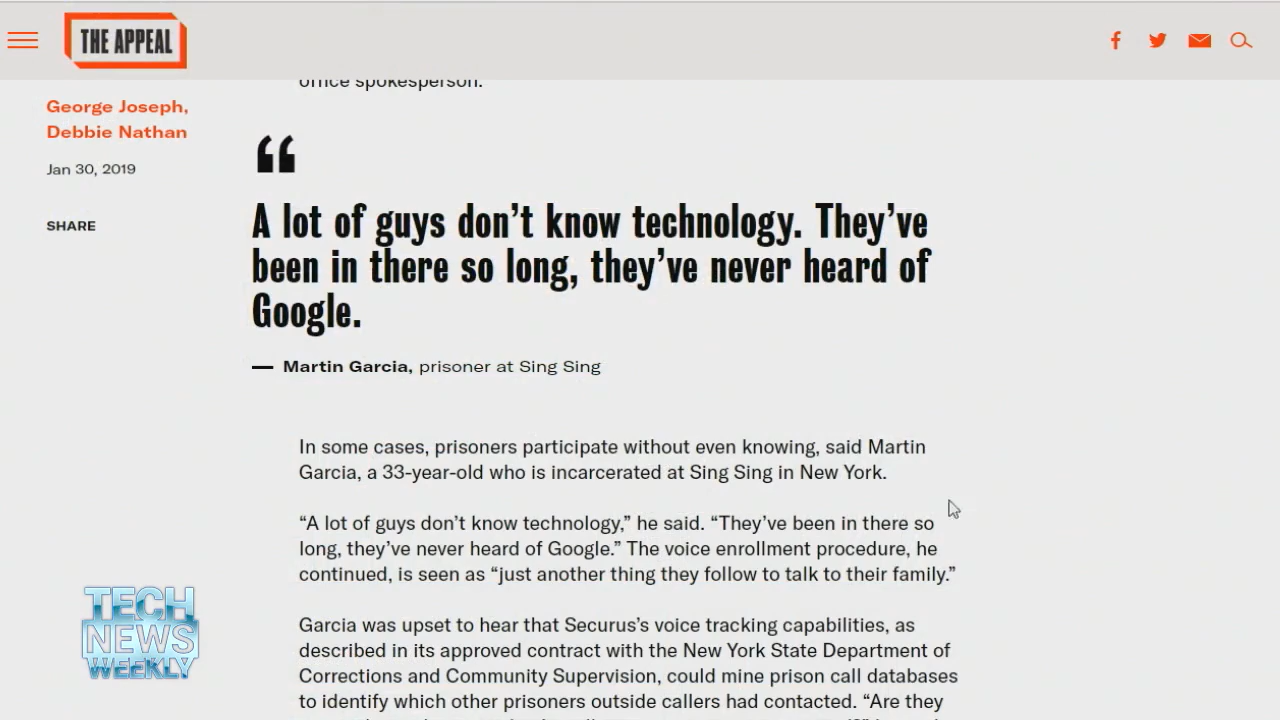 THE APPEAL
office spokesperson.
George Joseph,
Debbie Nathan
Jan 30, 2019
SHARE
“
A lot of guys don’t know technology. They’ve
been in there so long, they’ve never heard of
Google.
— Martin Garcia, prisoner at Sing Sing
In some cases, prisoners participate without even knowing, said Martin
Garcia, a 33-year-old who is incarcerated at Sing Sing in New York.
“A lot of guys don’t know technology,” he said. “They’ve been in there so
long, they’ve never heard of Google.” The voice enrollment procedure, he
continued, is seen as “just another thing they follow to talk to their family.”
Garcia was upset to hear that Securus’s voice tracking capabilities, as
described in its approved contract with the New York State Department of
Corrections and Community Supervision, could mine prison call databases
to identify which other prisoners outside callers had contacted. “Are they
TECH
NEWS
WEEKLY